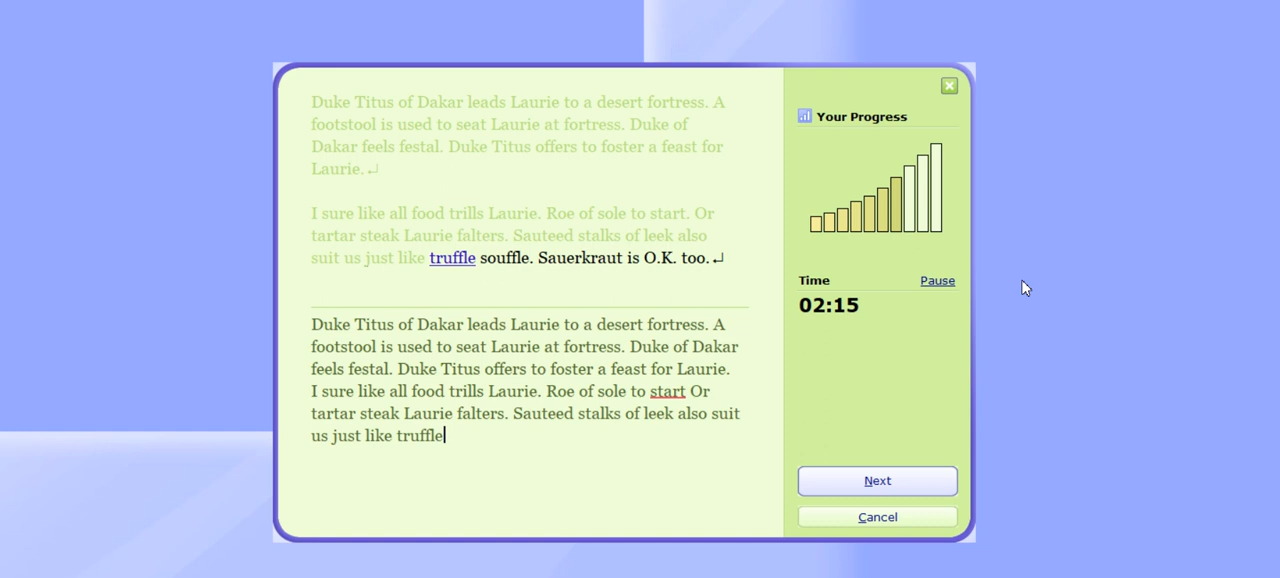 Duke Titus of Dakar leads Laurie to a desert fortress. A
footstool is used to seat Laurie at fortress. Duke of
Dakar feels festal. Duke Titus offers to foster a feast for
Laurie.↵
I sure like all food trills Laurie. Roe of sole to start. Or
tartar steak Laurie falters. Sauteed stalks of leek also
suit us just like truffle souffle. Sauerkraut is O.K. too.↵
Duke Titus of Dakar leads Laurie to a desert fortress. A
footstool is used to seat Laurie at fortress. Duke of Dakar
feels festal. Duke Titus offers to foster a feast for Laurie.
I sure like all food trills Laurie. Roe of sole to start Or
tartar steak Laurie falters. Sauteed stalks of leek also suit
us just like truffle
Your Progress
Time Pause
02:15
Next
Cancel